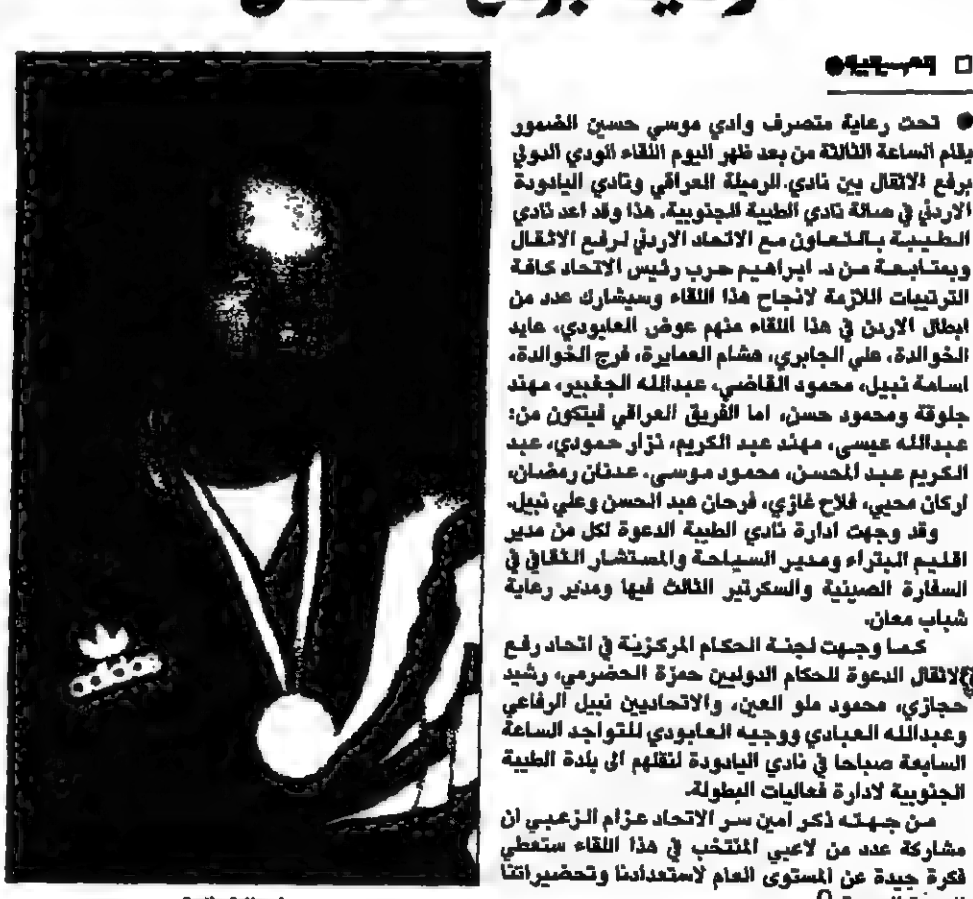 ● تحت رعاية متصرف وادي موسي حسين الضمور
يقام الساعة الثالثة من بعد ظهر اليوم اللقاء الودي الدولي
برفع الاثقال بين نادي الرميلة العراقي ونادي اليادودة
الاردني في صالة نادي الطيبة الجنوبية. هذا وقد اعد نادي
الطيبة بالتعاون مع الاتحاد الاردني لرفع الاثقال
وبمتابعة من د. ابراهيم حرب رئيس الاتحاد كافة
الترتيبات اللازمة لانجاح هذا اللقاء وسيشارك عدد من
ابطال الاردن في هذا اللقاء منهم عوض العابودي، عايد
الخوالدة، علي الجابري، هشام العمايرة، فرج الخوالدة،
اسامة نبيل، محمود القاضي، عبدالله الجغبير، مهند
جلوقة ومحمود حسن، اما الفريق العراقي فيتكون من:
عبدالله عيسى، مهند عبد الكريم، نزار حمودي، عبد
الكريم عبد المحسن، محمود موسى، عدنان رمضان،
اركان محيي، فلاح غازي، فرحان عبد الحسن وعلي نبيل.
وقد وجهت ادارة نادي الطيبة الدعوة لكل من مدير
اقليم البتراء ومدير السياحة والمستشار الثقافي في
السفارة الصينية والسكرتير الثالث فيها ومدير رعاية
شباب معان.
كما وجهت لجنة الحكام المركزية في اتحاد رفع
الاثقال الدعوة للحكام الدوليين حمزة الحضرمي، رشيد
حجازي، محمود ملو العين، والاتحاديين نبيل الرفاعي
وعبدالله العبادي ووجيه العابودي للتواجد الساعة
السابعة صباحا في نادي اليادودة لنقلهم الى بلدة الطيبة
الجنوبية لادارة فعاليات البطولة.
من جهته ذكر امين سر الاتحاد عزام الزعبي ان
مشاركة عدد من لاعبي المنتخب في هذا اللقاء ستعطي
فكرة جيدة عن المستوى العام لاستعدادنا وتحضيراتنا
adidas